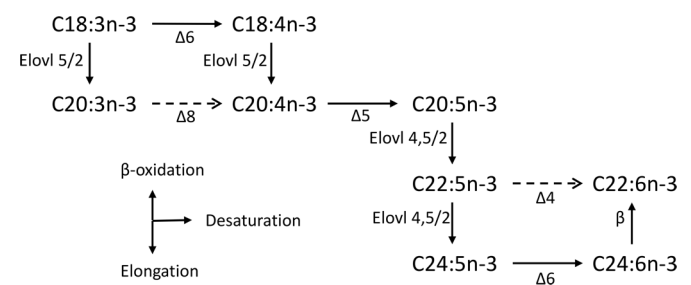 C18:3n-3 C18:4n-3
Δ6
Elovl 5/2 Elovl 5/2
C20:3n-3 C20:4n-3 C20:5n-3
Δ8 Δ5
Elovl 4,5/2
β-oxidation
C22:5n-3 C22:6n-3
Δ4
Desaturation Elovl 4,5/2 β
Elongation C24:5n-3 C24:6n-3
Δ6